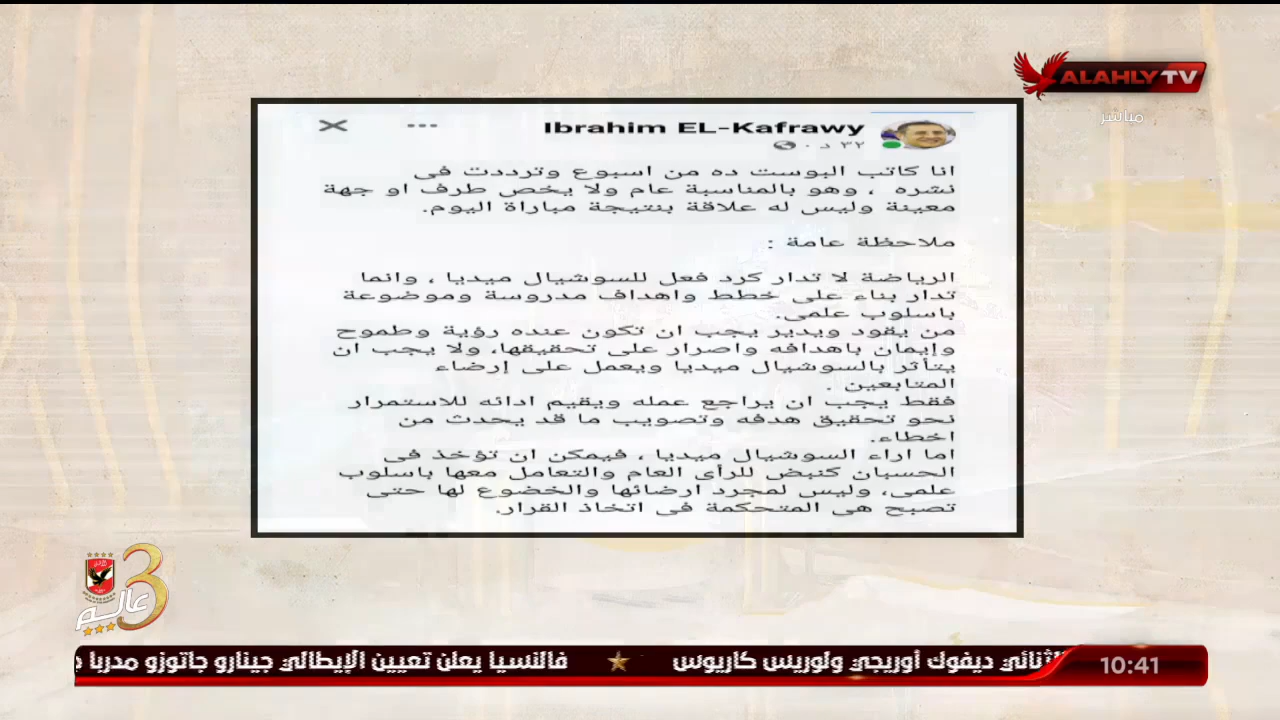 ALAHLY TV
مباشر
Ibrahim EL-Kafrawy
٣٢ د
انا كاتب البوست ده من اسبوع وترددت فى
نشره ، وهو بالمناسبة عام ولا يخص طرف او جهة
معينة وليس له علاقة بنتيجة مباراة اليوم.
ملاحظة عامة :
الرياضة لا تدار كرد فعل للسوشيال ميديا ، وانما
تدار بناء على خطط واهداف مدروسة وموضوعة
باسلوب علمى.
من يقود ويدير يجب ان تكون عنده رؤية وطموح
وإيمان باهدافه واصرار على تحقيقها، ولا يجب ان
يتأثر بالسوشيال ميديا ويعمل على إرضاء
المتابعين .
فقط يجب ان يراجع عمله ويقيم ادائه للاستمرار
نحو تحقيق هدفه وتصويب ما قد يحدث من
اخطاء.
اما اراء السوشيال ميديا ، فيمكن ان تؤخذ فى
الحسبان كنبض للرأى العام والتعامل معها باسلوب
علمى، وليس لمجرد ارضائها والخضوع لها حتى
تصبح هى المتحكمة فى اتخاذ القرار.
3 عالم
الثنائي ديفوك أوريجي ولوريس كاريوس ★ فالنسيا يعلن تعيين الإيطالي جينارو جاتوزو مدربا
10:41